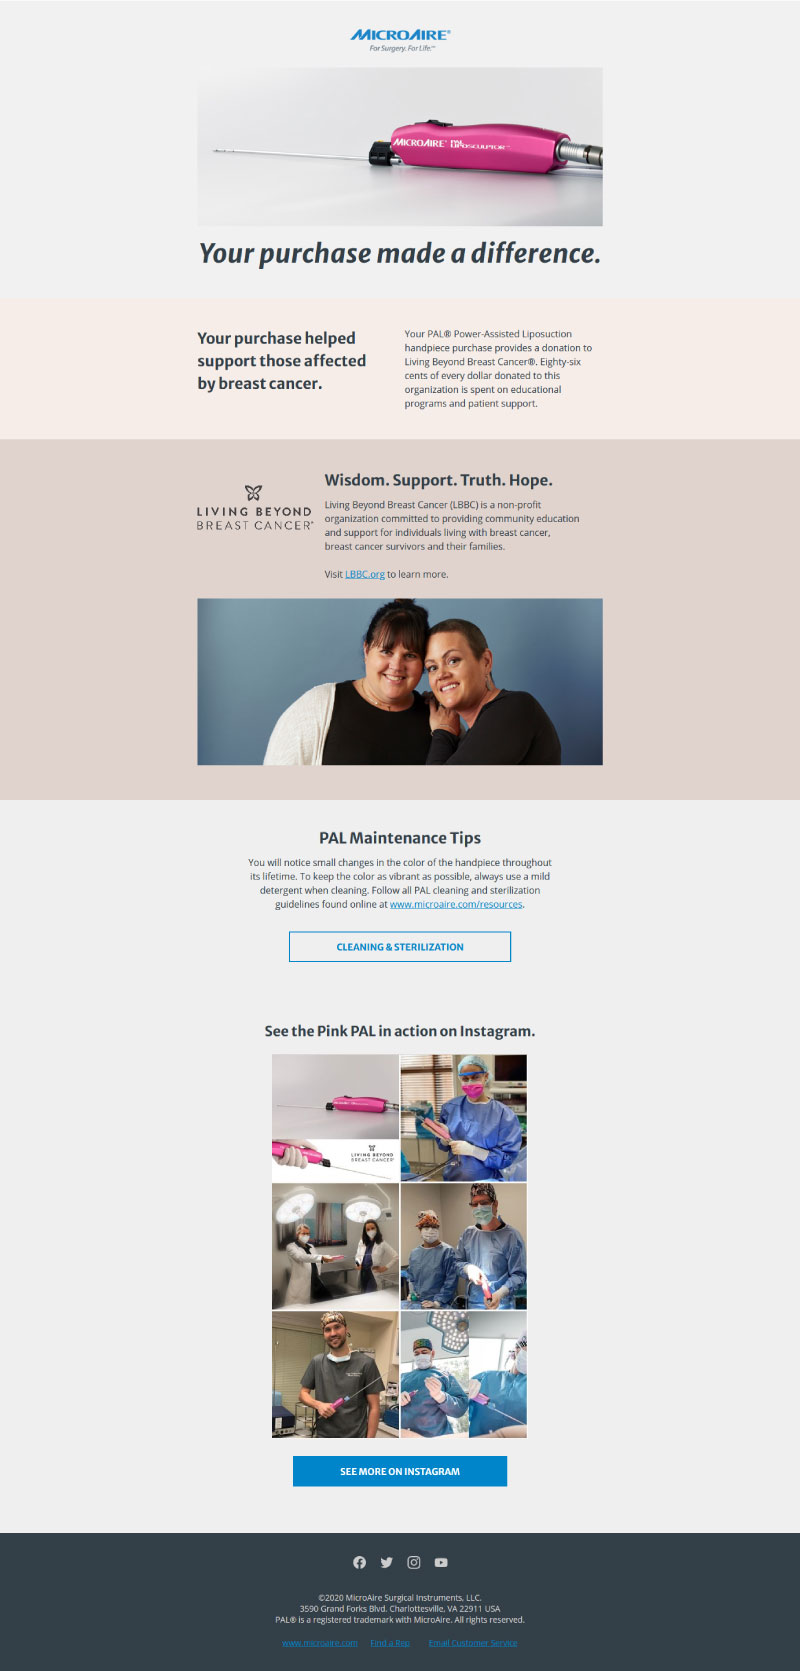 MICROAIRE®
For Surgery. For Life.℠
MICROAIRE® PAL LIPOSCULPTOR™
Your purchase made a difference.
Your purchase helped
support those affected
by breast cancer.
Your PAL® Power-Assisted Liposuction
handpiece purchase provides a donation to
Living Beyond Breast Cancer®. Eighty-six
cents of every dollar donated to this
organization is spent on educational
programs and patient support.
LIVING BEYOND
BREAST CANCER®
Wisdom. Support. Truth. Hope.
Living Beyond Breast Cancer (LBBC) is a non-profit
organization committed to providing community education
and support for individuals living with breast cancer,
breast cancer survivors and their families.
Visit LBBC.org to learn more.
PAL Maintenance Tips
You will notice small changes in the color of the handpiece throughout
its lifetime. To keep the color as vibrant as possible, always use a mild
detergent when cleaning. Follow all PAL cleaning and sterilization
guidelines found online at www.microaire.com/resources.
CLEANING & STERILIZATION
See the Pink PAL in action on Instagram.
LIVING BEYOND
BREAST CANCER®
SEE MORE ON INSTAGRAM
©2020 MicroAire Surgical Instruments, LLC.
3590 Grand Forks Blvd. Charlottesville, VA 22911 USA
PAL® is a registered trademark with MicroAire. All rights reserved.
www.microaire.com Find a Rep Email Customer Service